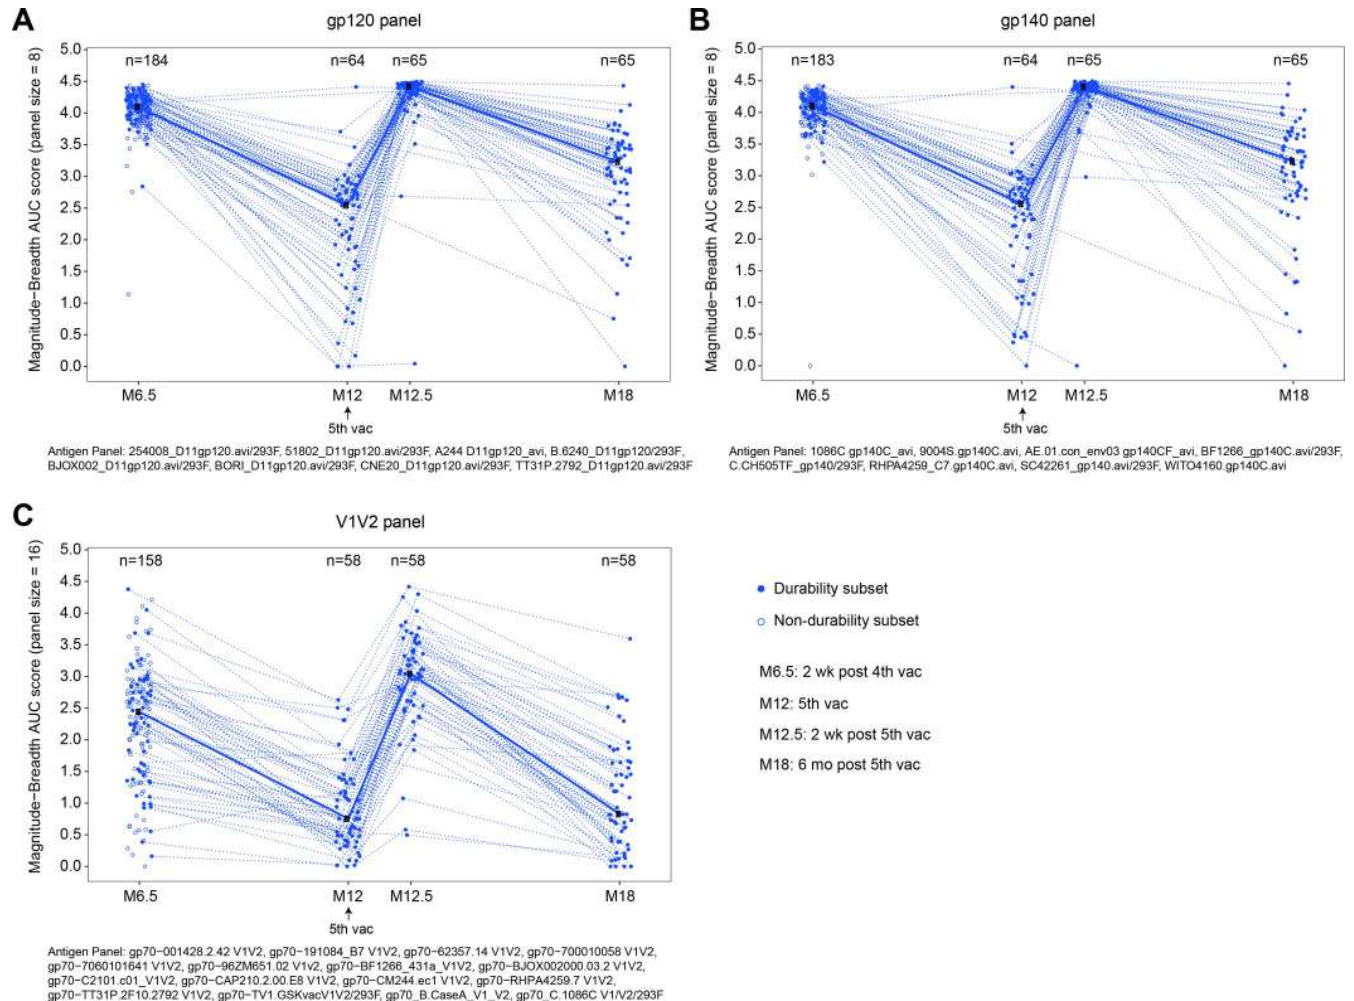 A
gp120 panel
Magnitude−Breadth AUC score (panel size = 8)
5.0
4.5
4.0
3.5
3.0
2.5
2.0
1.5
1.0
0.5
0.0
n=184
n=64
n=65
n=65
M6.5
M12
M12.5
M18
5th vac
Antigen Panel: 254008_D11gp120.avi/293F, 51802_D11gp120.avi/293F, A244 D11gp120_avi, B.6240_D11gp120/293F,
BJOX002_D11gp120.avi/293F, BORI_D11gp120.avi/293F, CNE20_D11gp120.avi/293F, TT31P.2792_D11gp120.avi/293F
B
gp140 panel
Magnitude−Breadth AUC score (panel size = 8)
5.0
4.5
4.0
3.5
3.0
2.5
2.0
1.5
1.0
0.5
0.0
n=183
n=64
n=65
n=65
M6.5
M12
M12.5
M18
5th vac
Antigen Panel: 1086C gp140C_avi, 9004S.gp140C.avi, AE.01.con_env03 gp140CF_avi, BF1266_gp140C.avi/293F,
C.CH505TF_gp140/293F, RHPA4259_C7.gp140C.avi, SC42261_gp140.avi/293F, WITO4160.gp140C.avi
C
V1V2 panel
Magnitude−Breadth AUC score (panel size = 16)
5.0
4.5
4.0
3.5
3.0
2.5
2.0
1.5
1.0
0.5
0.0
n=158
n=58
n=58
n=58
M6.5
M12
M12.5
M18
5th vac
Antigen Panel: gp70−001428.2.42 V1V2, gp70−191084_B7 V1V2, gp70−62357.14 V1V2, gp70−700010058 V1V2,
gp70−7060101641 V1V2, gp70−96ZM651.02 V1v2, gp70−BF1266_431a_V1V2, gp70−BJOX002000.03.2 V1V2,
gp70−C2101.c01_V1V2, gp70−CAP210.2.00.E8 V1V2, gp70−CM244.ec1 V1V2, gp70−RHPA4259.7 V1V2,
gp70−TT31P.2F10.2792 V1V2, gp70−TV1.GSKvacV1V2/293F, gp70_B.CaseA_V1_V2, gp70_C.1086C V1/V2/293F
Durability subset
Non-durability subset
M6.5: 2 wk post 4th vac
M12: 5th vac
M12.5: 2 wk post 5th vac
M18: 6 mo post 5th vac